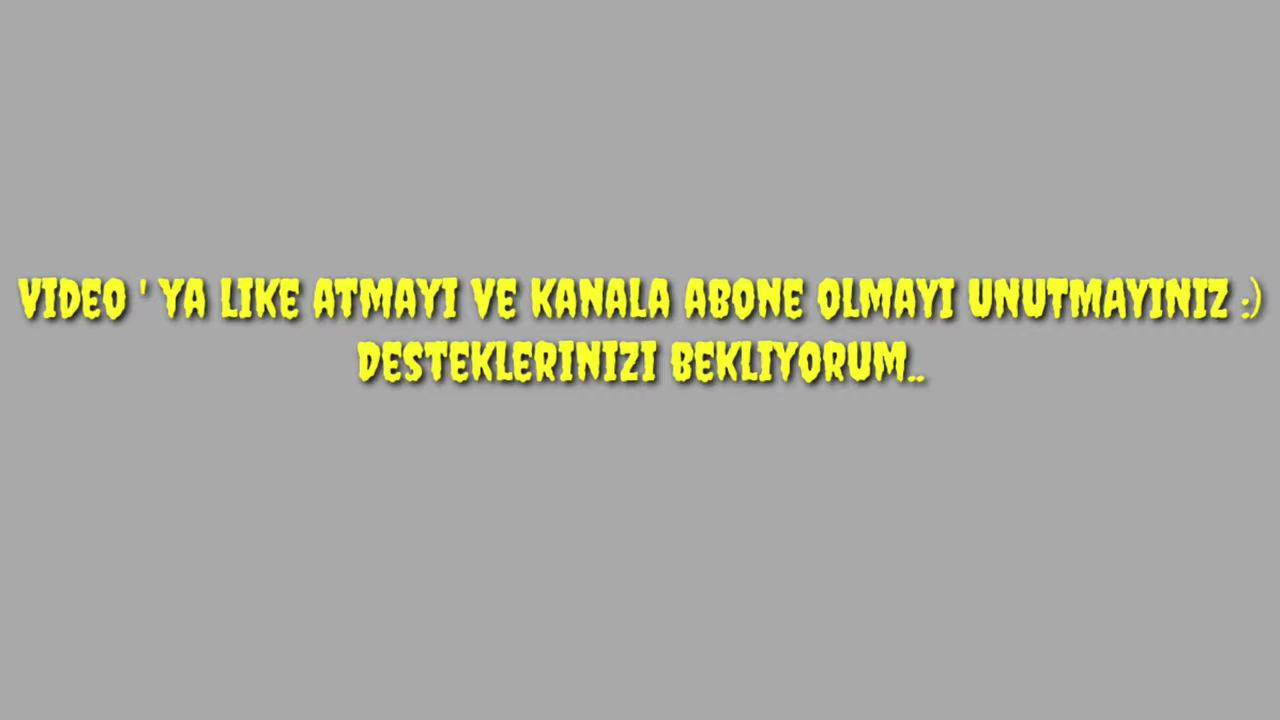 VIDEO ' YA LIKE ATMAYI VE KANALA ABONE OLMAYI UNUTMAYINIZ :)
DESTEKLERINIZI BEKLIYORUM..